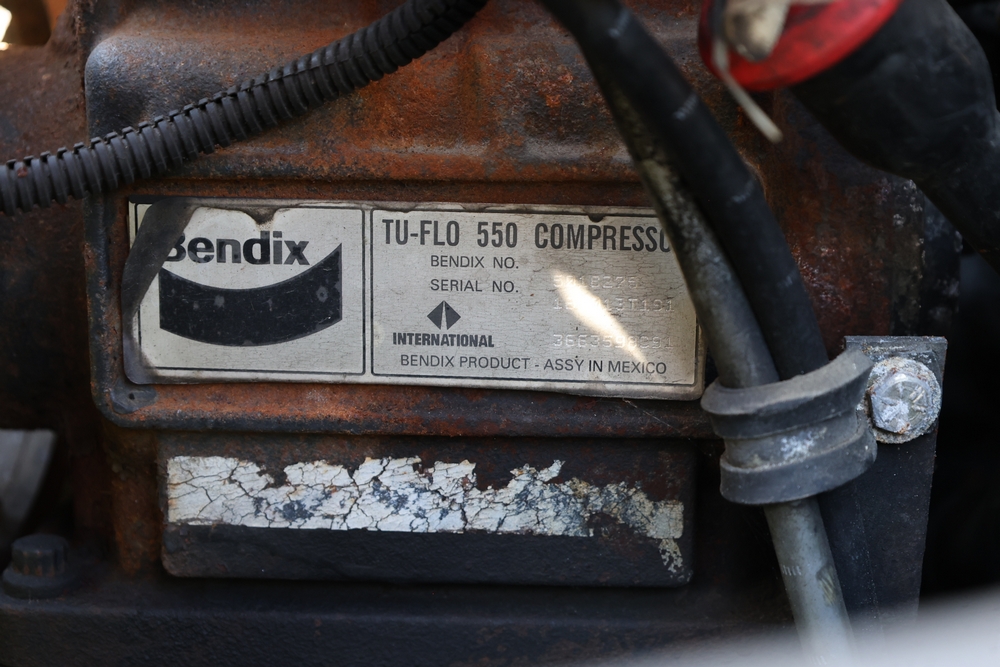 Bendix
TU-FLO 550 COMPRESSO
BENDIX NO.
SERIAL NO.
INTERNATIONAL
BENDIX PRODUCT - ASSY IN MEXICO